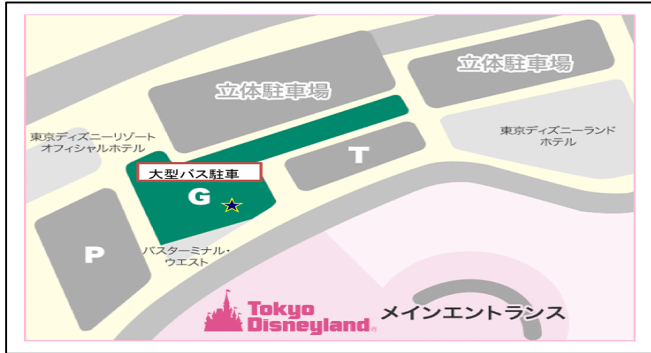 立体駐車場
立体駐車場
東京ディズニーリゾート
オフィシャルホテル
東京ディズニーランド
ホテル
T
大型バス駐車
G
P
バスターミナル・
ウエスト
Tokyo
Disneyland®
メインエントランス